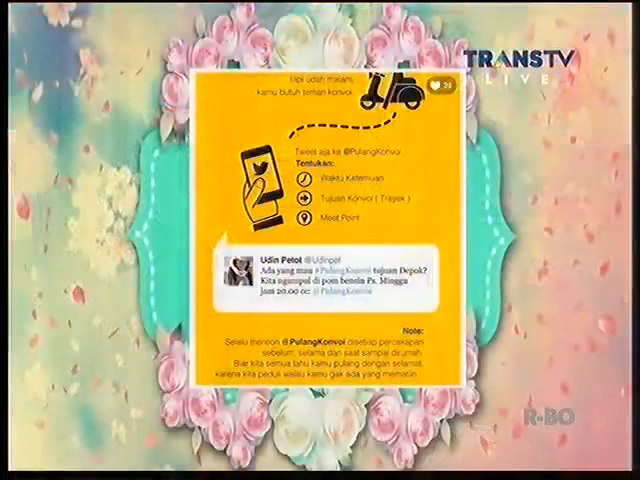 TRANSTV
LIVE
Tapi udah malam,
kamu butuh teman konvoi.
Tweet aja ke @PulangKonvoi
Tentukan:
Waktu Ketemuan
Tujuan Konvoi ( Trayek )
Meet Point
Udin Petot @Udinpet
Ada yang mau #PulangKonvoi tujuan Depok?
Kita ngumpul di pom bensin Ps. Minggu
jam 20.00 cc: @PulangKonvoi
Note:
Selalu mention @PulangKonvoi disetiap percakapan
sebelum, selama dan saat sampai dirumah.
Biar kita semua tahu kamu pulang dengan selamat,
karena kita peduli walau kamu gak ada yang merhatiin.
R-BO